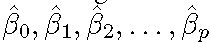 β̂₀, β̂₁, β̂₂, . . . , β̂ₚ